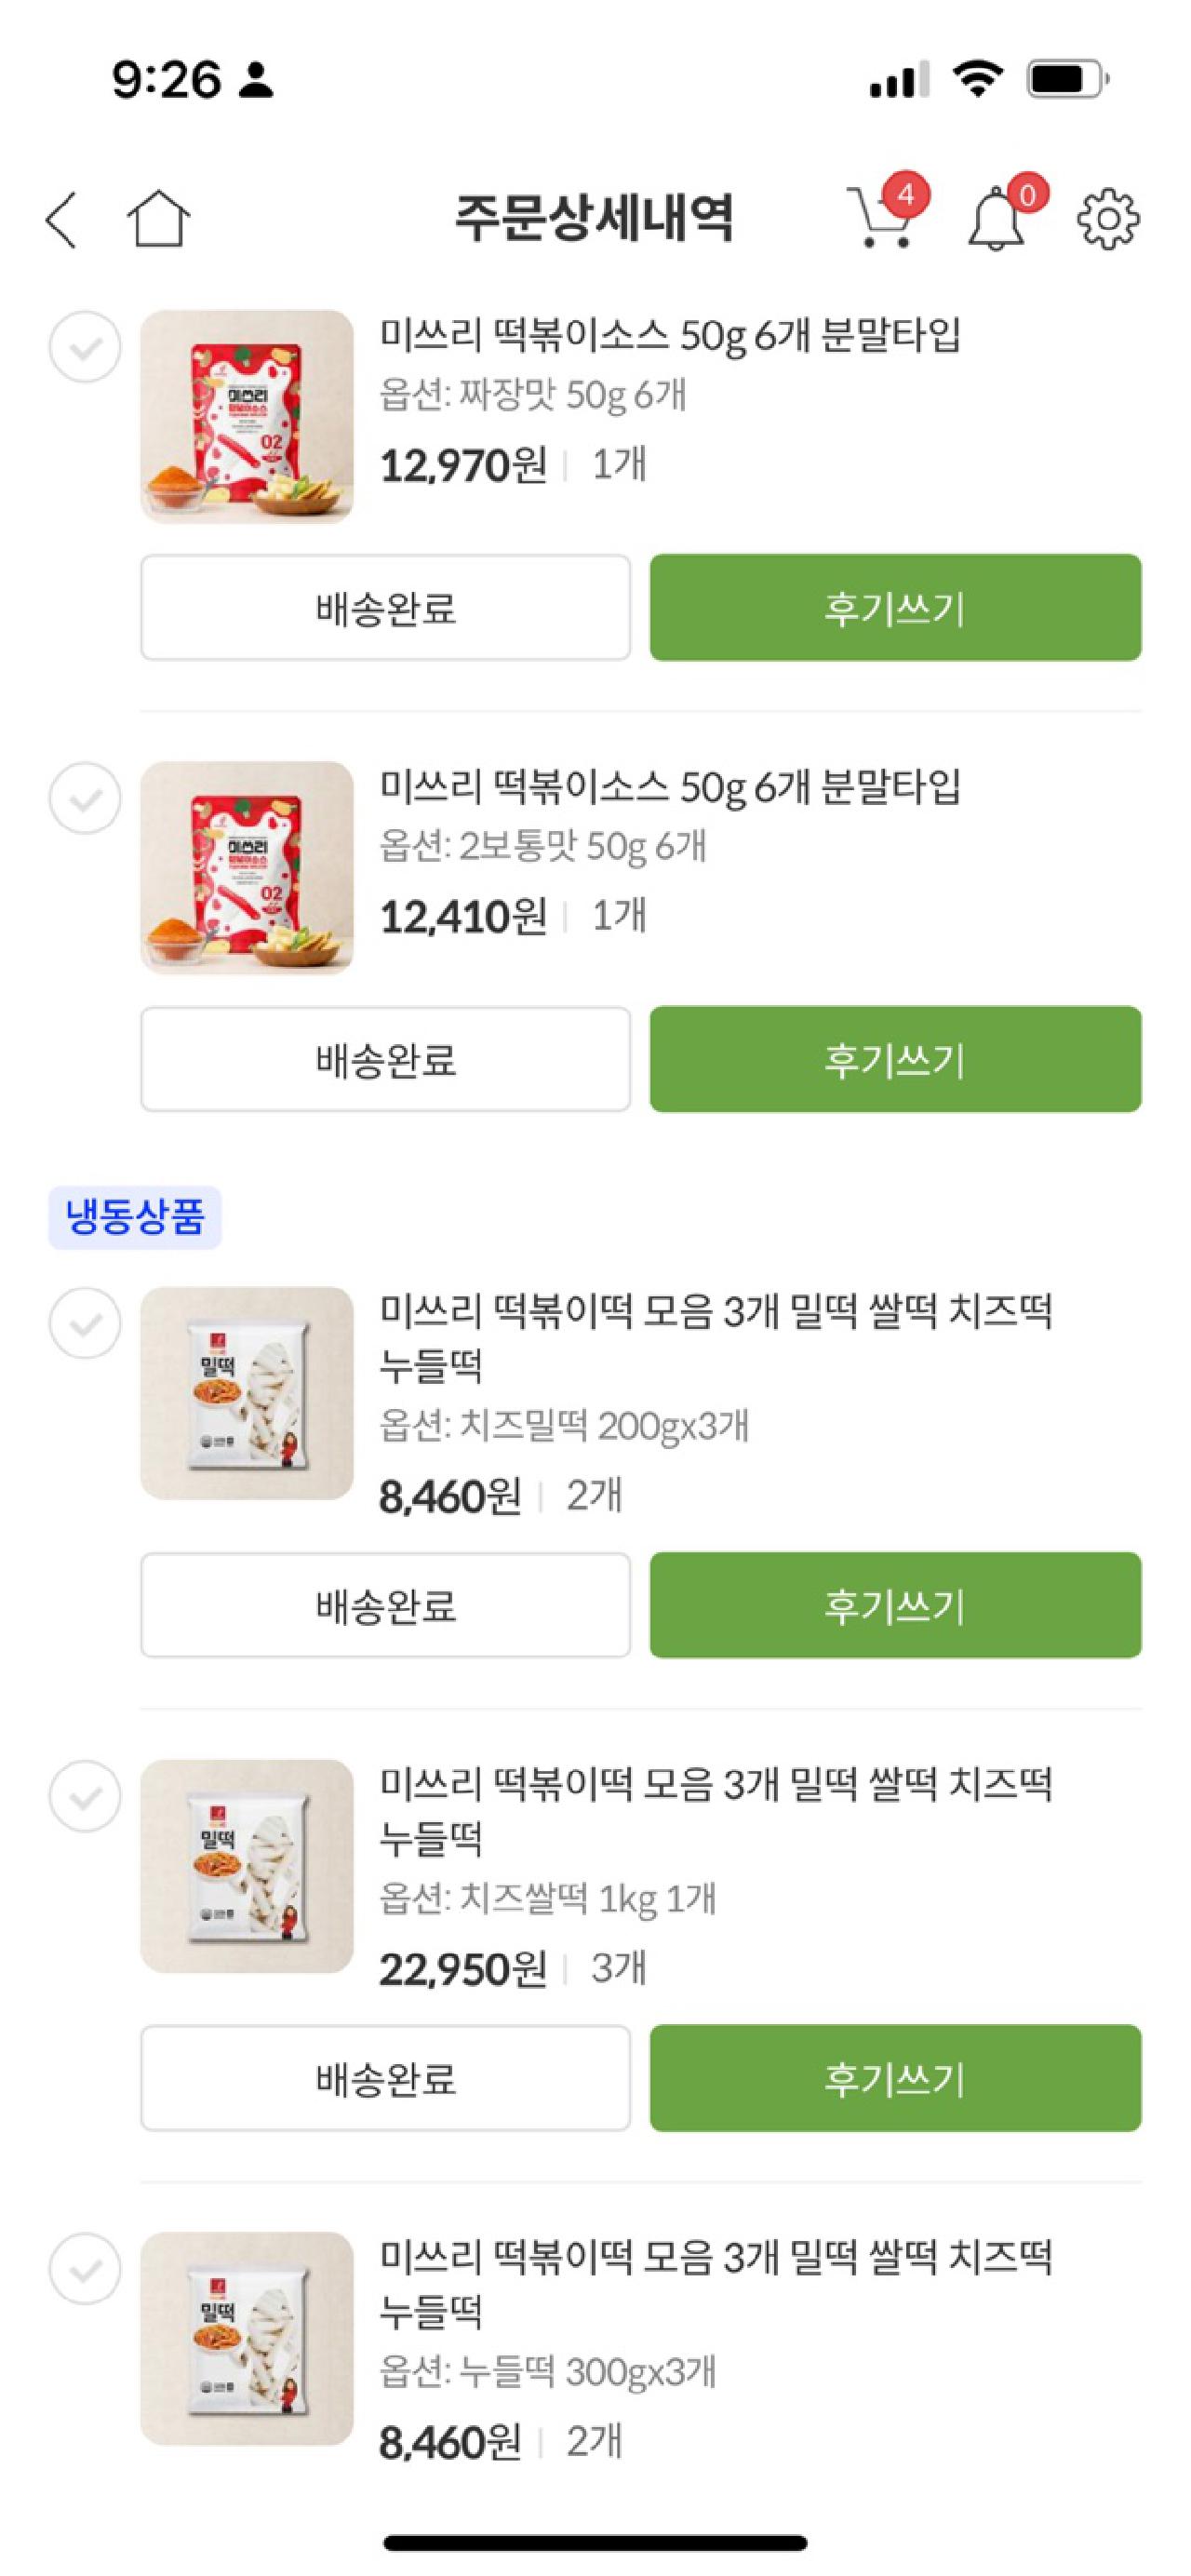 9:26
주문상세내역
4
0
미쓰리 떡볶이소스 50g 6개 분말타입
옵션: 짜장맛 50g 6개
12,970원 1개
미쓰리
떡볶이소스
02
배송완료 후기쓰기
미쓰리 떡볶이소스 50g 6개 분말타입
옵션: 2보통맛 50g 6개
12,410원 1개
미쓰리
떡볶이소스
02
배송완료 후기쓰기
냉동상품
미쓰리 떡볶이떡 모음 3개 밀떡 쌀떡 치즈떡
누들떡
옵션: 치즈밀떡 200gx3개
8,460원 2개
밀떡
배송완료 후기쓰기
미쓰리 떡볶이떡 모음 3개 밀떡 쌀떡 치즈떡
누들떡
옵션: 치즈쌀떡 1kg 1개
22,950원 3개
밀떡
배송완료 후기쓰기
미쓰리 떡볶이떡 모음 3개 밀떡 쌀떡 치즈떡
누들떡
옵션: 누들떡 300gx3개
8,460원 2개
밀떡